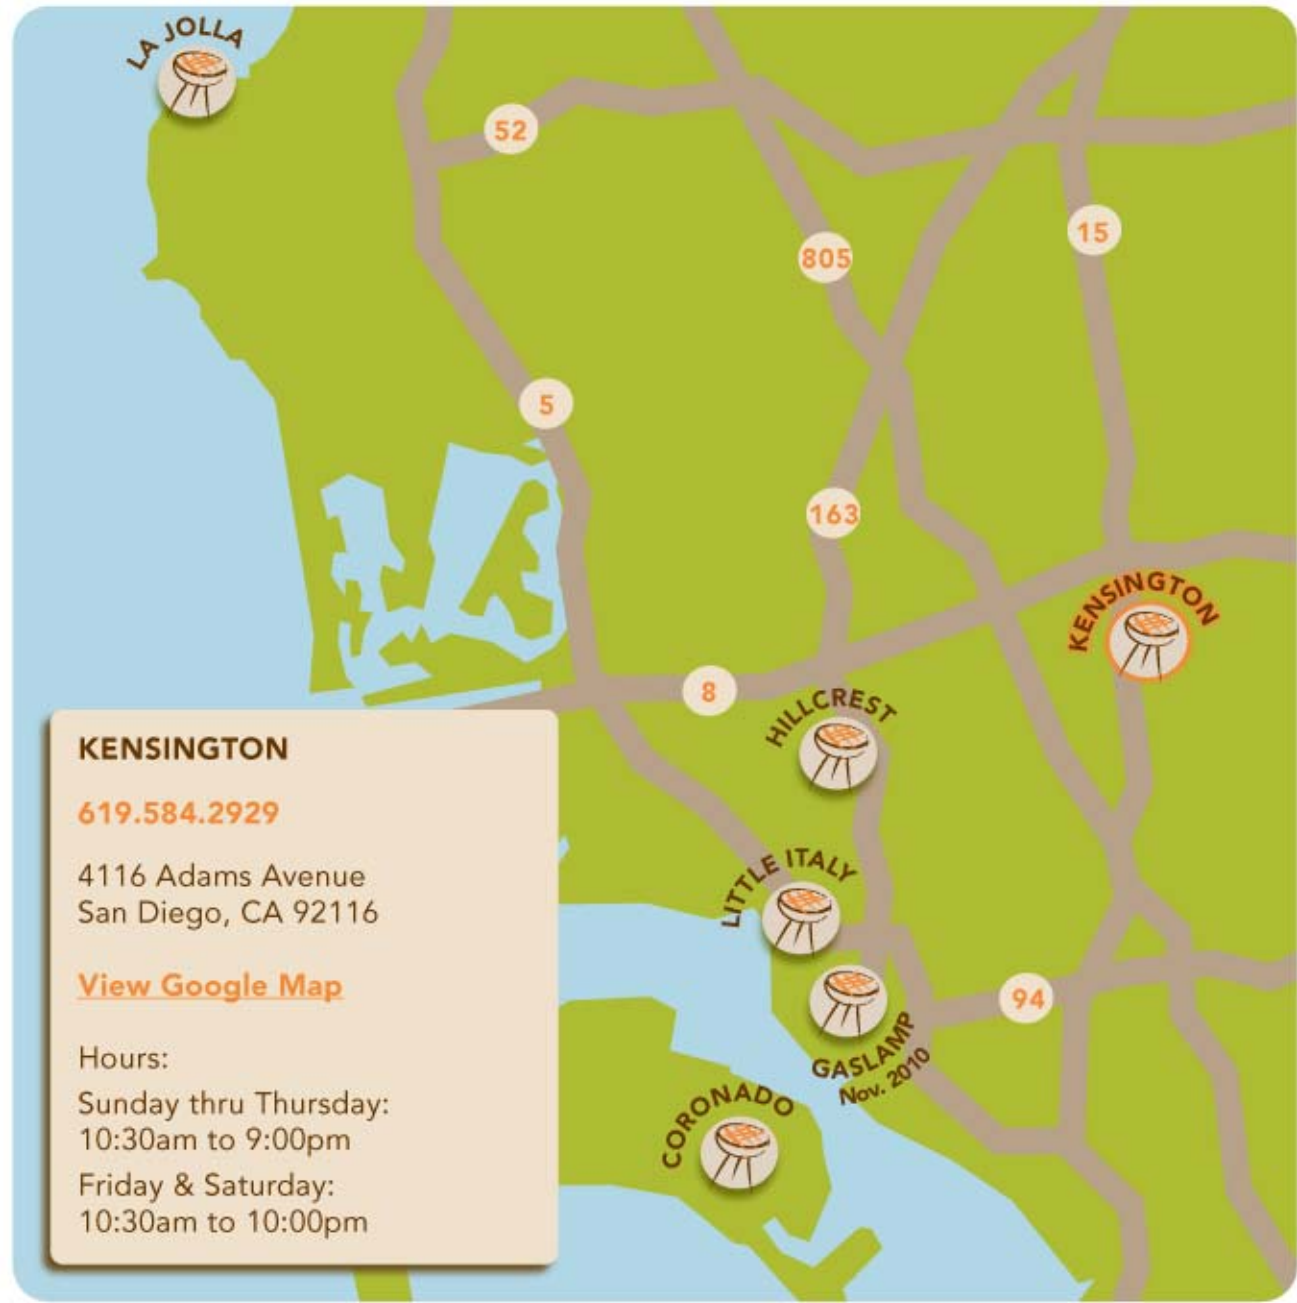 LA JOLLA
52
15
805
5
163
KENSINGTON
8
HILLCREST
KENSINGTON
619.584.2929
4116 Adams Avenue
San Diego, CA 92116
View Google Map
Hours:
Sunday thru Thursday:
10:30am to 9:00pm
Friday & Saturday:
10:30am to 10:00pm
LITTLE ITALY
94
GASLAMP
Nov. 2010
CORONADO